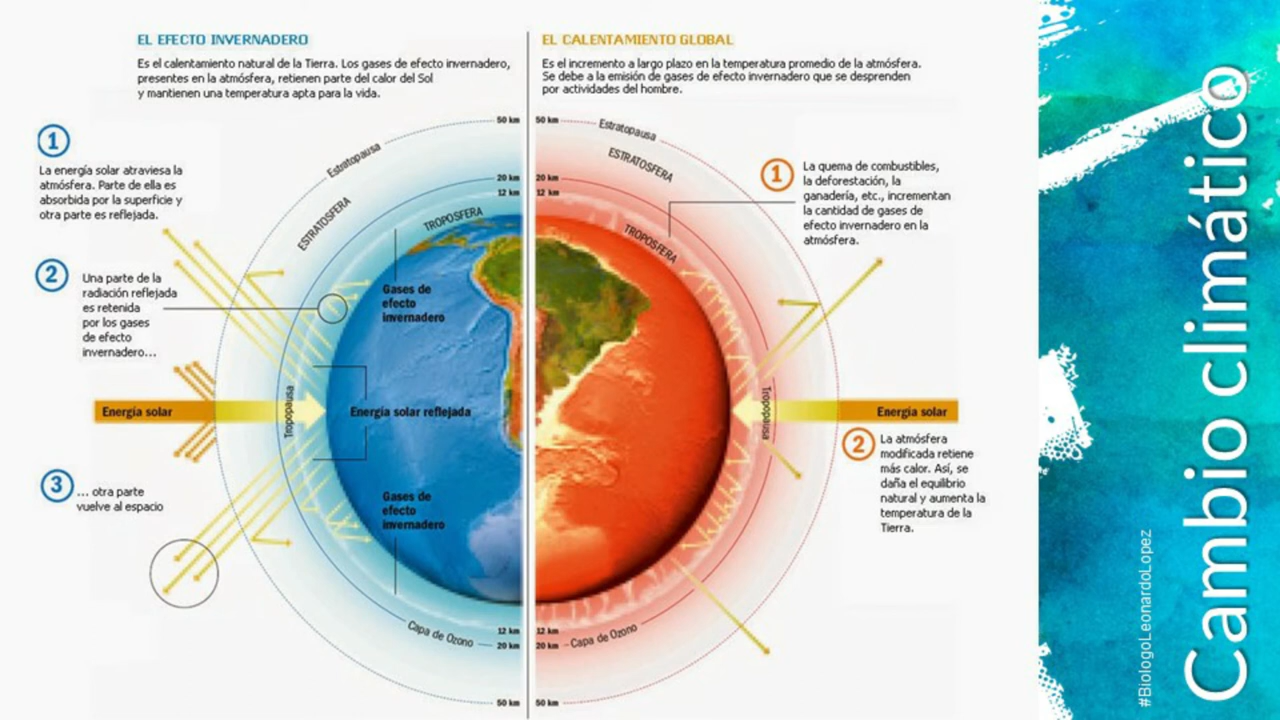 EL EFECTO INVERNADERO
Es el calentamiento natural de la Tierra. Los gases de efecto invernadero,
presentes en la atmósfera, retienen parte del calor del Sol
y mantienen una temperatura apta para la vida.
1
La energía solar atraviesa la
atmósfera. Parte de ella es
absorbida por la superficie y
otra parte es reflejada.
2
Una parte de la
radiación reflejada
es retenida
por los gases
de efecto
invernadero...
Energía solar
3
... otra parte
vuelve al espacio
50 km
Estratopausa
20 km
12 km
ESTRATOSFERA
TROPOSFERA
Gases de
efecto
invernadero
Tropopausa
Energía solar reflejada
Gases de
efecto
invernadero
Capa de Ozono
12 km
20 km
50 km
EL CALENTAMIENTO GLOBAL
Es el incremento a largo plazo en la temperatura promedio de la atmósfera.
Se debe a la emisión de gases de efecto invernadero que se desprenden
por actividades del hombre.
50 km
Estratopausa
ESTRATOSFERA
20 km
12 km
TROPOSFERA
1
La quema de combustibles,
la deforestación, la
ganadería, etc., incrementan
la cantidad de gases de
efecto invernadero en la
atmósfera.
Tropopausa
Energía solar
2
La atmósfera
modificada retiene
más calor. Así, se
daña el equilibrio
natural y aumenta la
temperatura de la
Tierra.
12 km
20 km
Capa de Ozono
50 km
#BiologoLeonardoLopez
Cambio climático